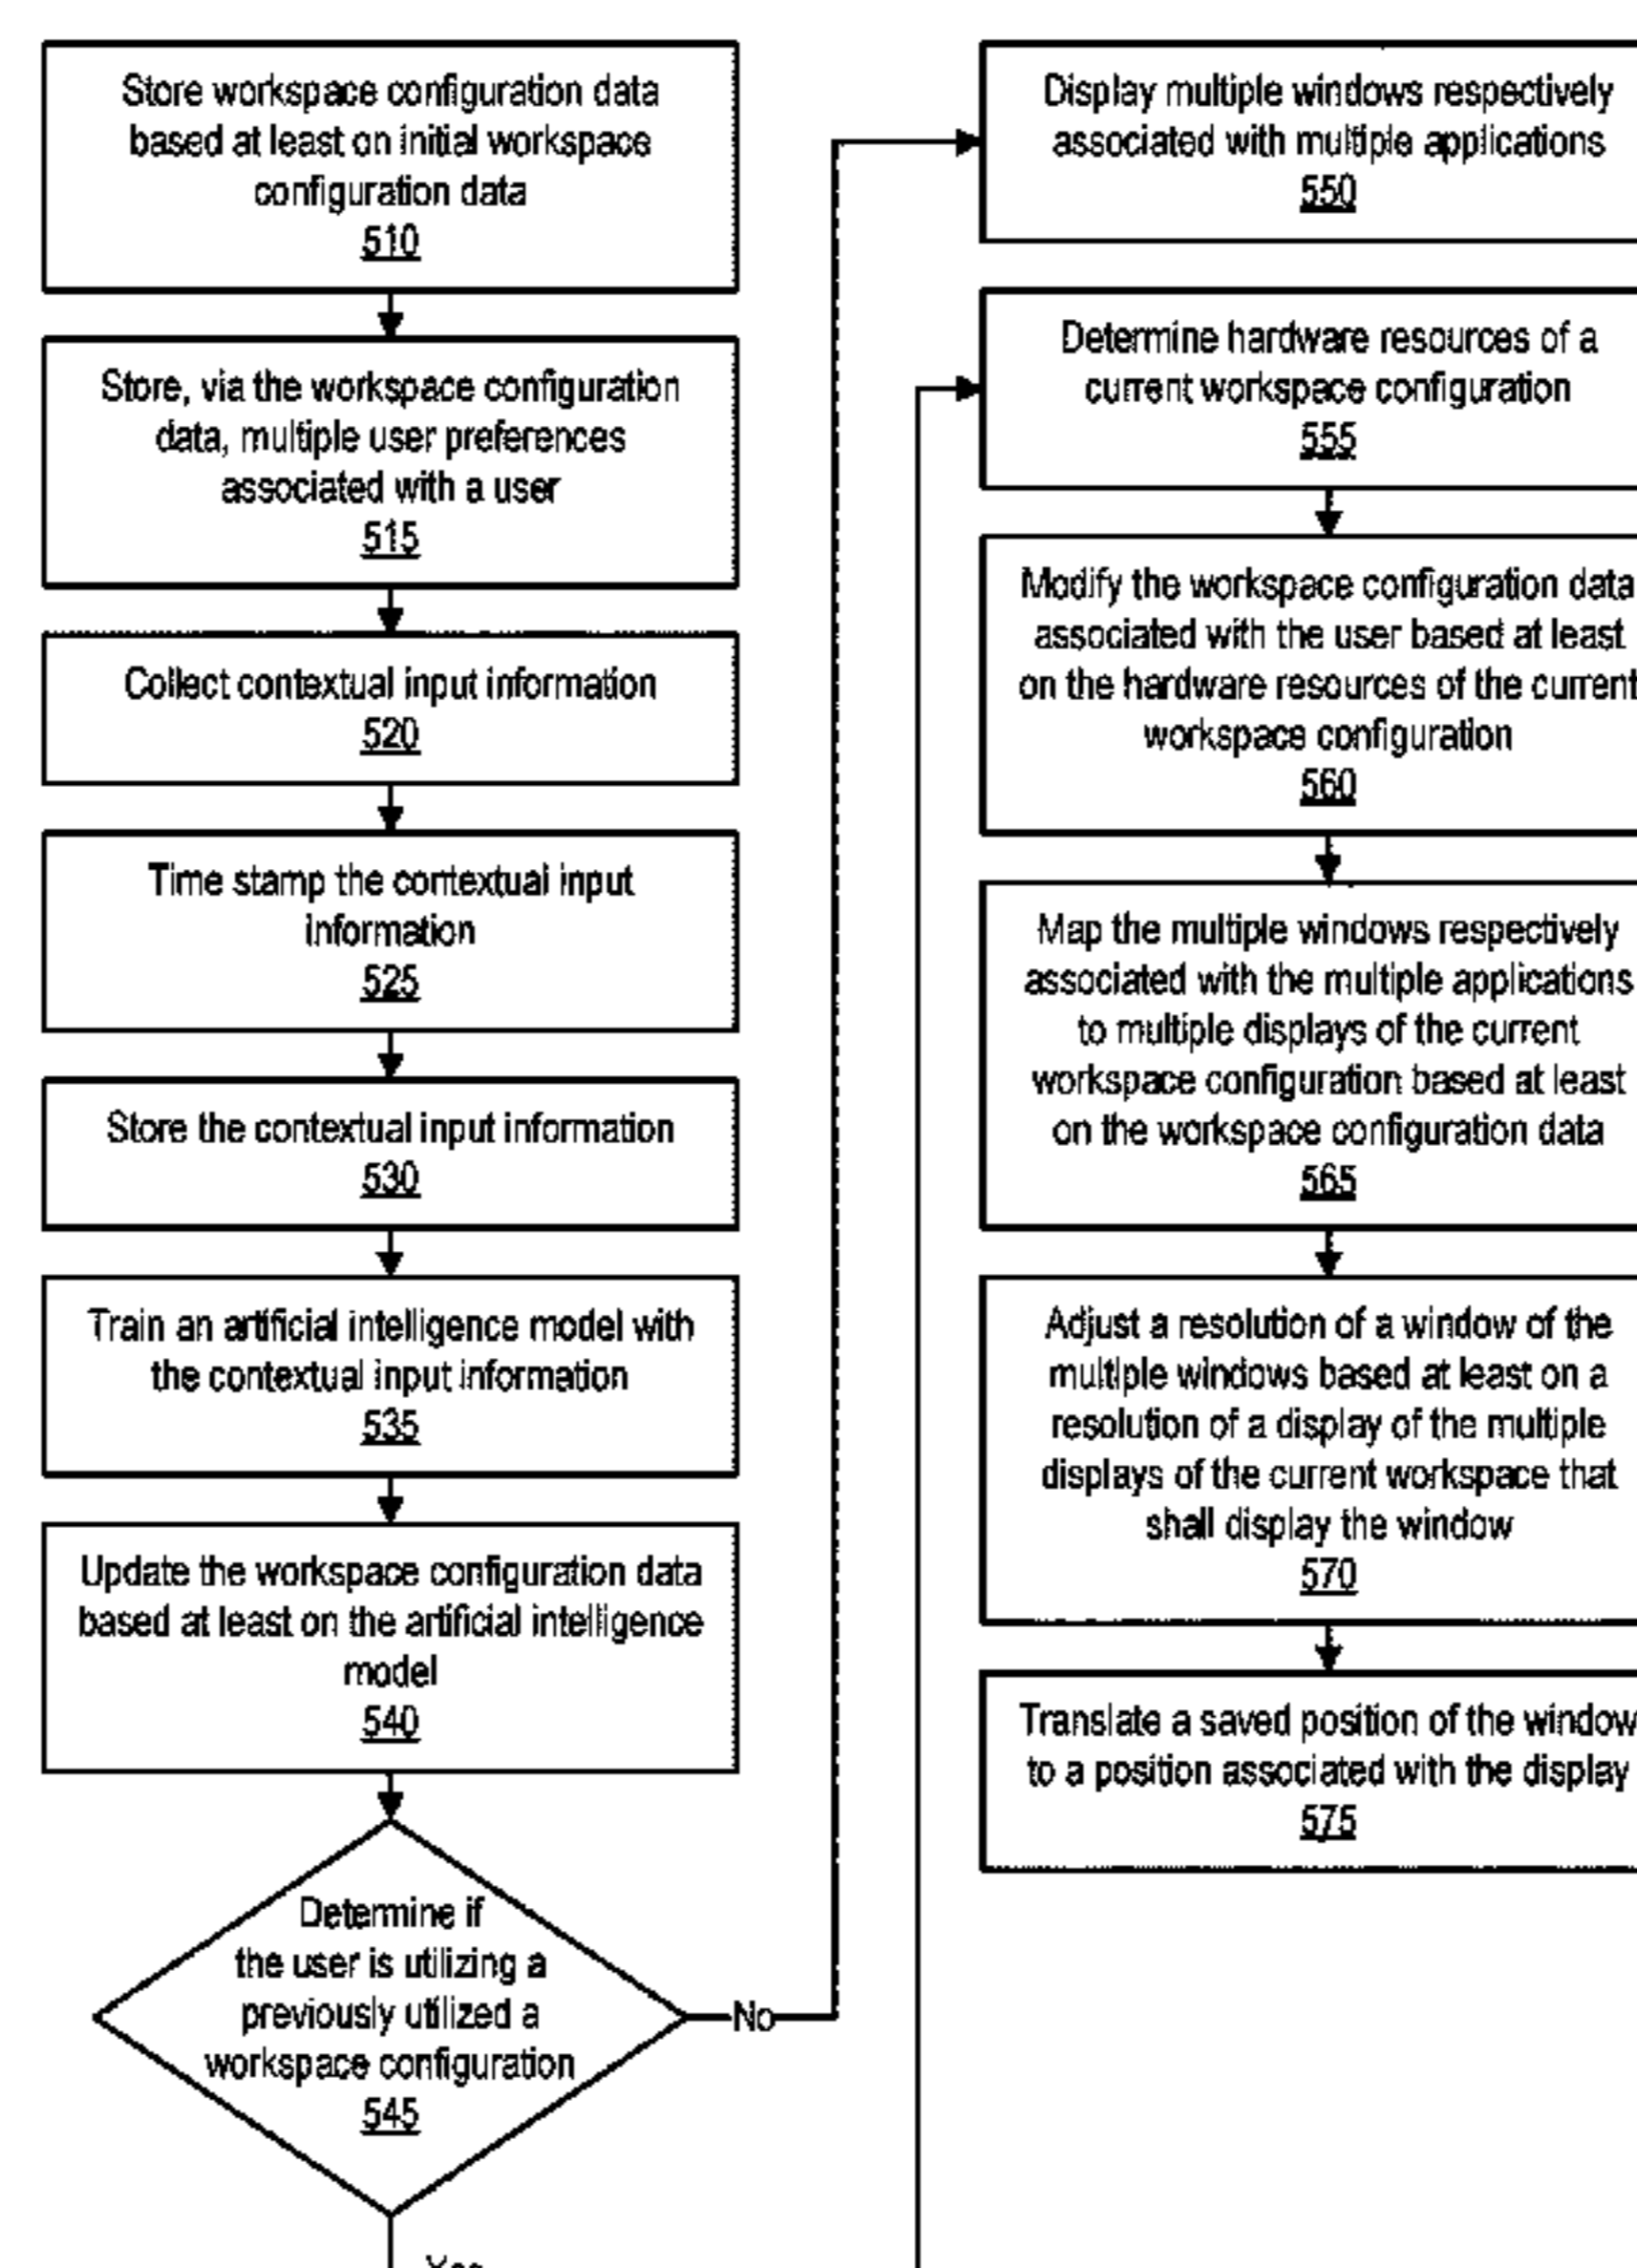 Store workspace configuration data
based at least on initial workspace
configuration data
510
Store, via the workspace configuration
data, multiple user preferences
associated with a user
515
Collect contextual input information
520
Time stamp the contextual input
information
525
Store the contextual input information
530
Train an artificial intelligence model with
the contextual input information
535
Update the workspace configuration data
based at least on the artificial intelligence
model
540
Determine if
the user is utilizing a
previously utilized a
workspace configuration
545
No
Yes
Display multiple windows respectively
associated with multiple applications
550
Determine hardware resources of a
current workspace configuration
555
Modify the workspace configuration data
associated with the user based at least
on the hardware resources of the current
workspace configuration
560
Map the multiple windows respectively
associated with the multiple applications
to multiple displays of the current
workspace configuration based at least
on the workspace configuration data
565
Adjust a resolution of a window of the
multiple windows based at least on a
resolution of a display of the multiple
displays of the current workspace that
shall display the window
570
Translate a saved position of the window
to a position associated with the display
575